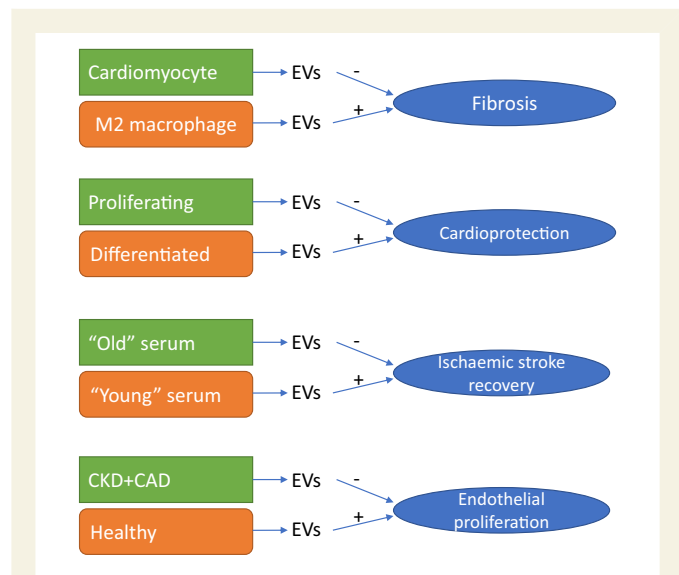 Cardiomyocyte
EVs
-
M2 macrophage
EVs
+
Fibrosis
Proliferating
EVs
-
Differentiated
EVs
+
Cardioprotection
“Old” serum
EVs
-
“Young” serum
EVs
+
Ischaemic stroke
recovery
CKD+CAD
EVs
-
Healthy
EVs
+
Endothelial
proliferation